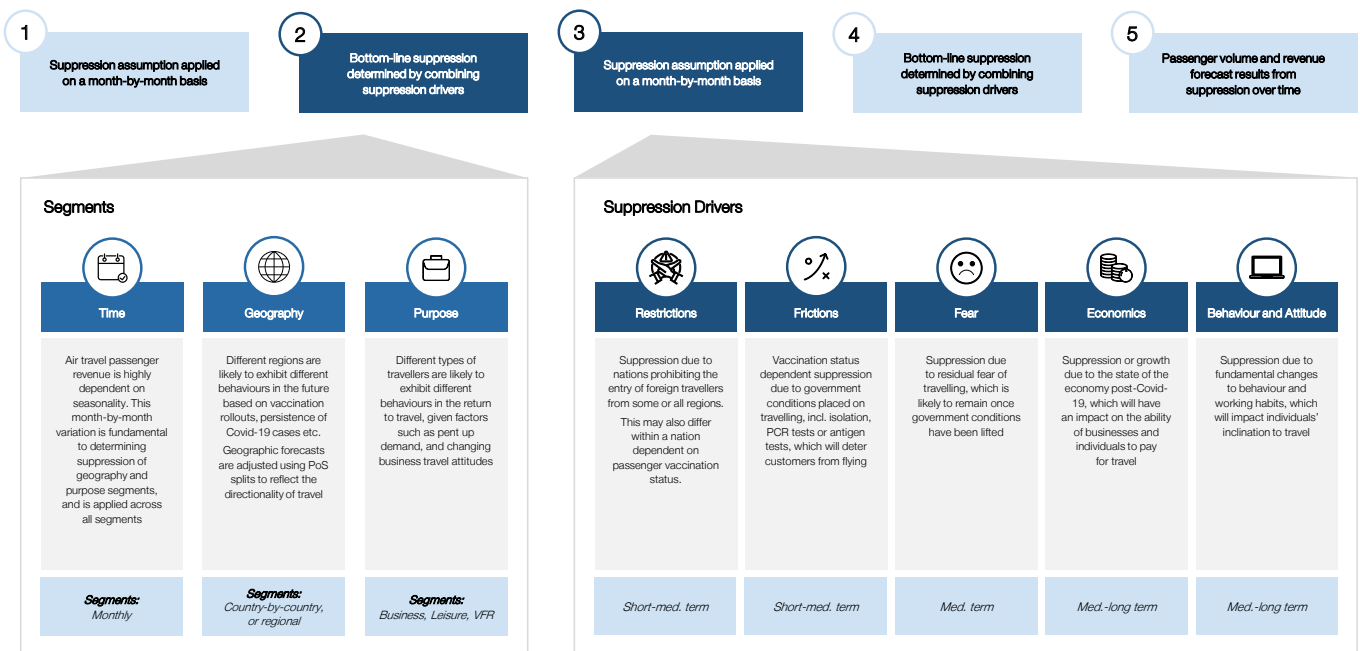 1
Suppression assumption applied
on a month-by-month basis
2
Bottom-line suppression
determined by combining
suppression drivers
3
Suppression assumption applied
on a month-by-month basis
4
Bottom-line suppression
determined by combining
suppression drivers
5
Passenger volume and revenue
forecast results from
suppression over time
Segments
Time
Air travel passenger
revenue is highly
dependent on
seasonality. This
month-by-month
variation is fundamental
to determining
suppression of
geography and
purpose segments,
and is applied across
all segments
Segments:
Monthly
Geography
Different regions are
likely to exhibit different
behaviours in the future
based on vaccination
rollouts, persistence of
Covid-19 cases etc.
Geographic forecasts
are adjusted using PoS
splits to reflect the
directionality of travel
Segments:
Country-by-country,
or regional
Purpose
Different types of
travellers are likely to
exhibit different
behaviours in the return
to travel, given factors
such as pent up
demand, and changing
business travel attitudes
Segments:
Business, Leisure, VFR
Suppression Drivers
Restrictions
Suppression due to
nations prohibiting the
entry of foreign travellers
from some or all regions.
This may also differ
within a nation
dependent on
passenger vaccination
status.
Short-med. term
Frictions
Vaccination status
dependent suppression
due to government
conditions placed on
travelling, incl. isolation,
PCR tests or antigen
tests, which will deter
customers from flying
Short-med. term
Fear
Suppression due
to residual fear of
travelling, which is
likely to remain once
government conditions
have been lifted
Med. term
Economics
Suppression or growth
due to the state of the
economy post-Covid-
19, which will have
an impact on the ability
of businesses and
individuals to pay
for travel
Med.-long term
Behaviour and Attitude
Suppression due to
fundamental changes
to behaviour and
working habits, which
will impact individuals'
inclination to travel
Med.-long term